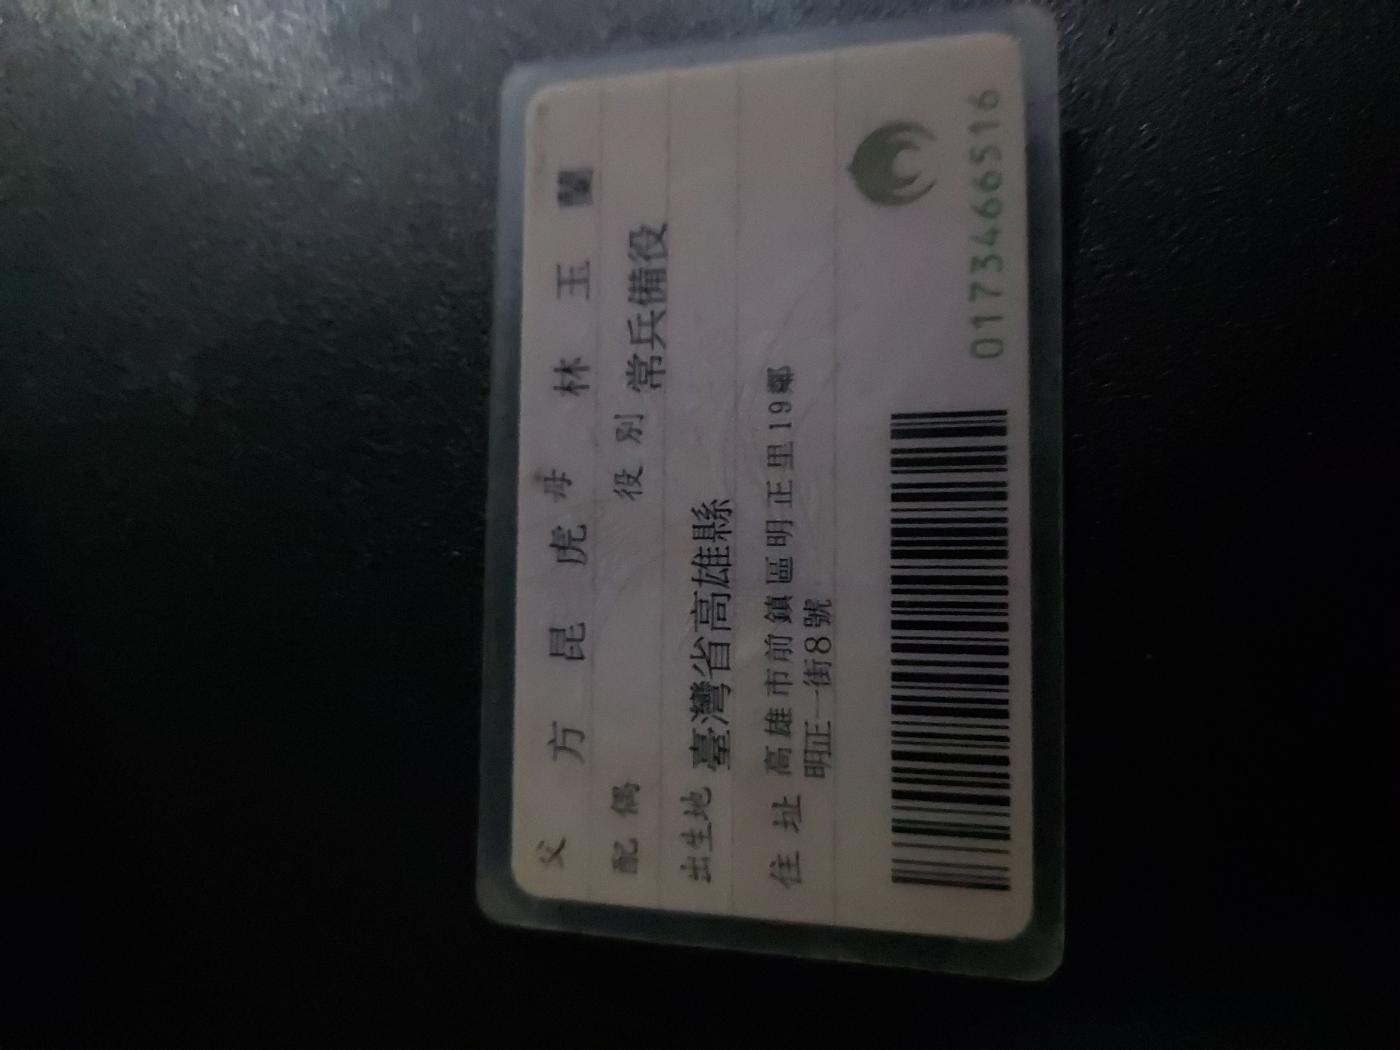 父 方昆虎 母 林玉蘭
配偶 役別 常兵備役
出生地 臺灣省高雄縣
住址 高雄市前鎮區明正里19鄰
明正一街8號
0173466516